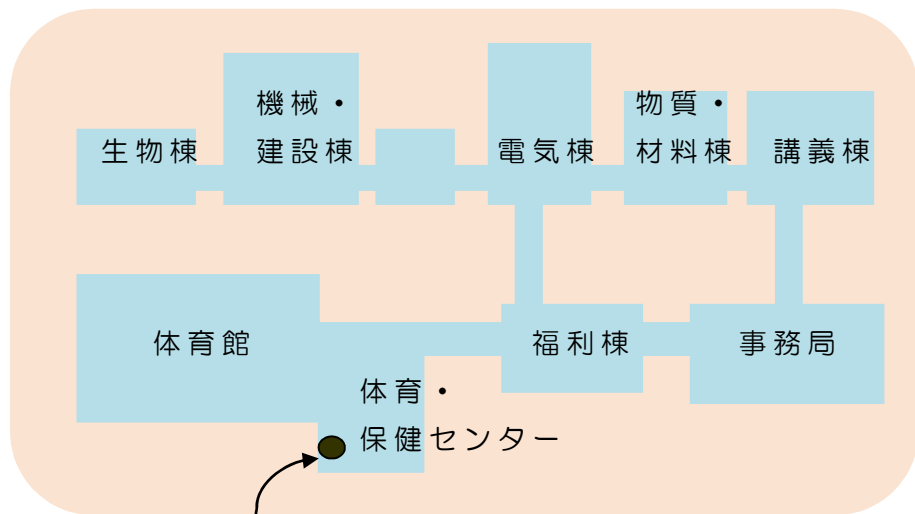 生物棟
機械・
建設棟
電気棟
物質・
材料棟
講義棟
体育館
福利棟
事務局
体育・
保健センター